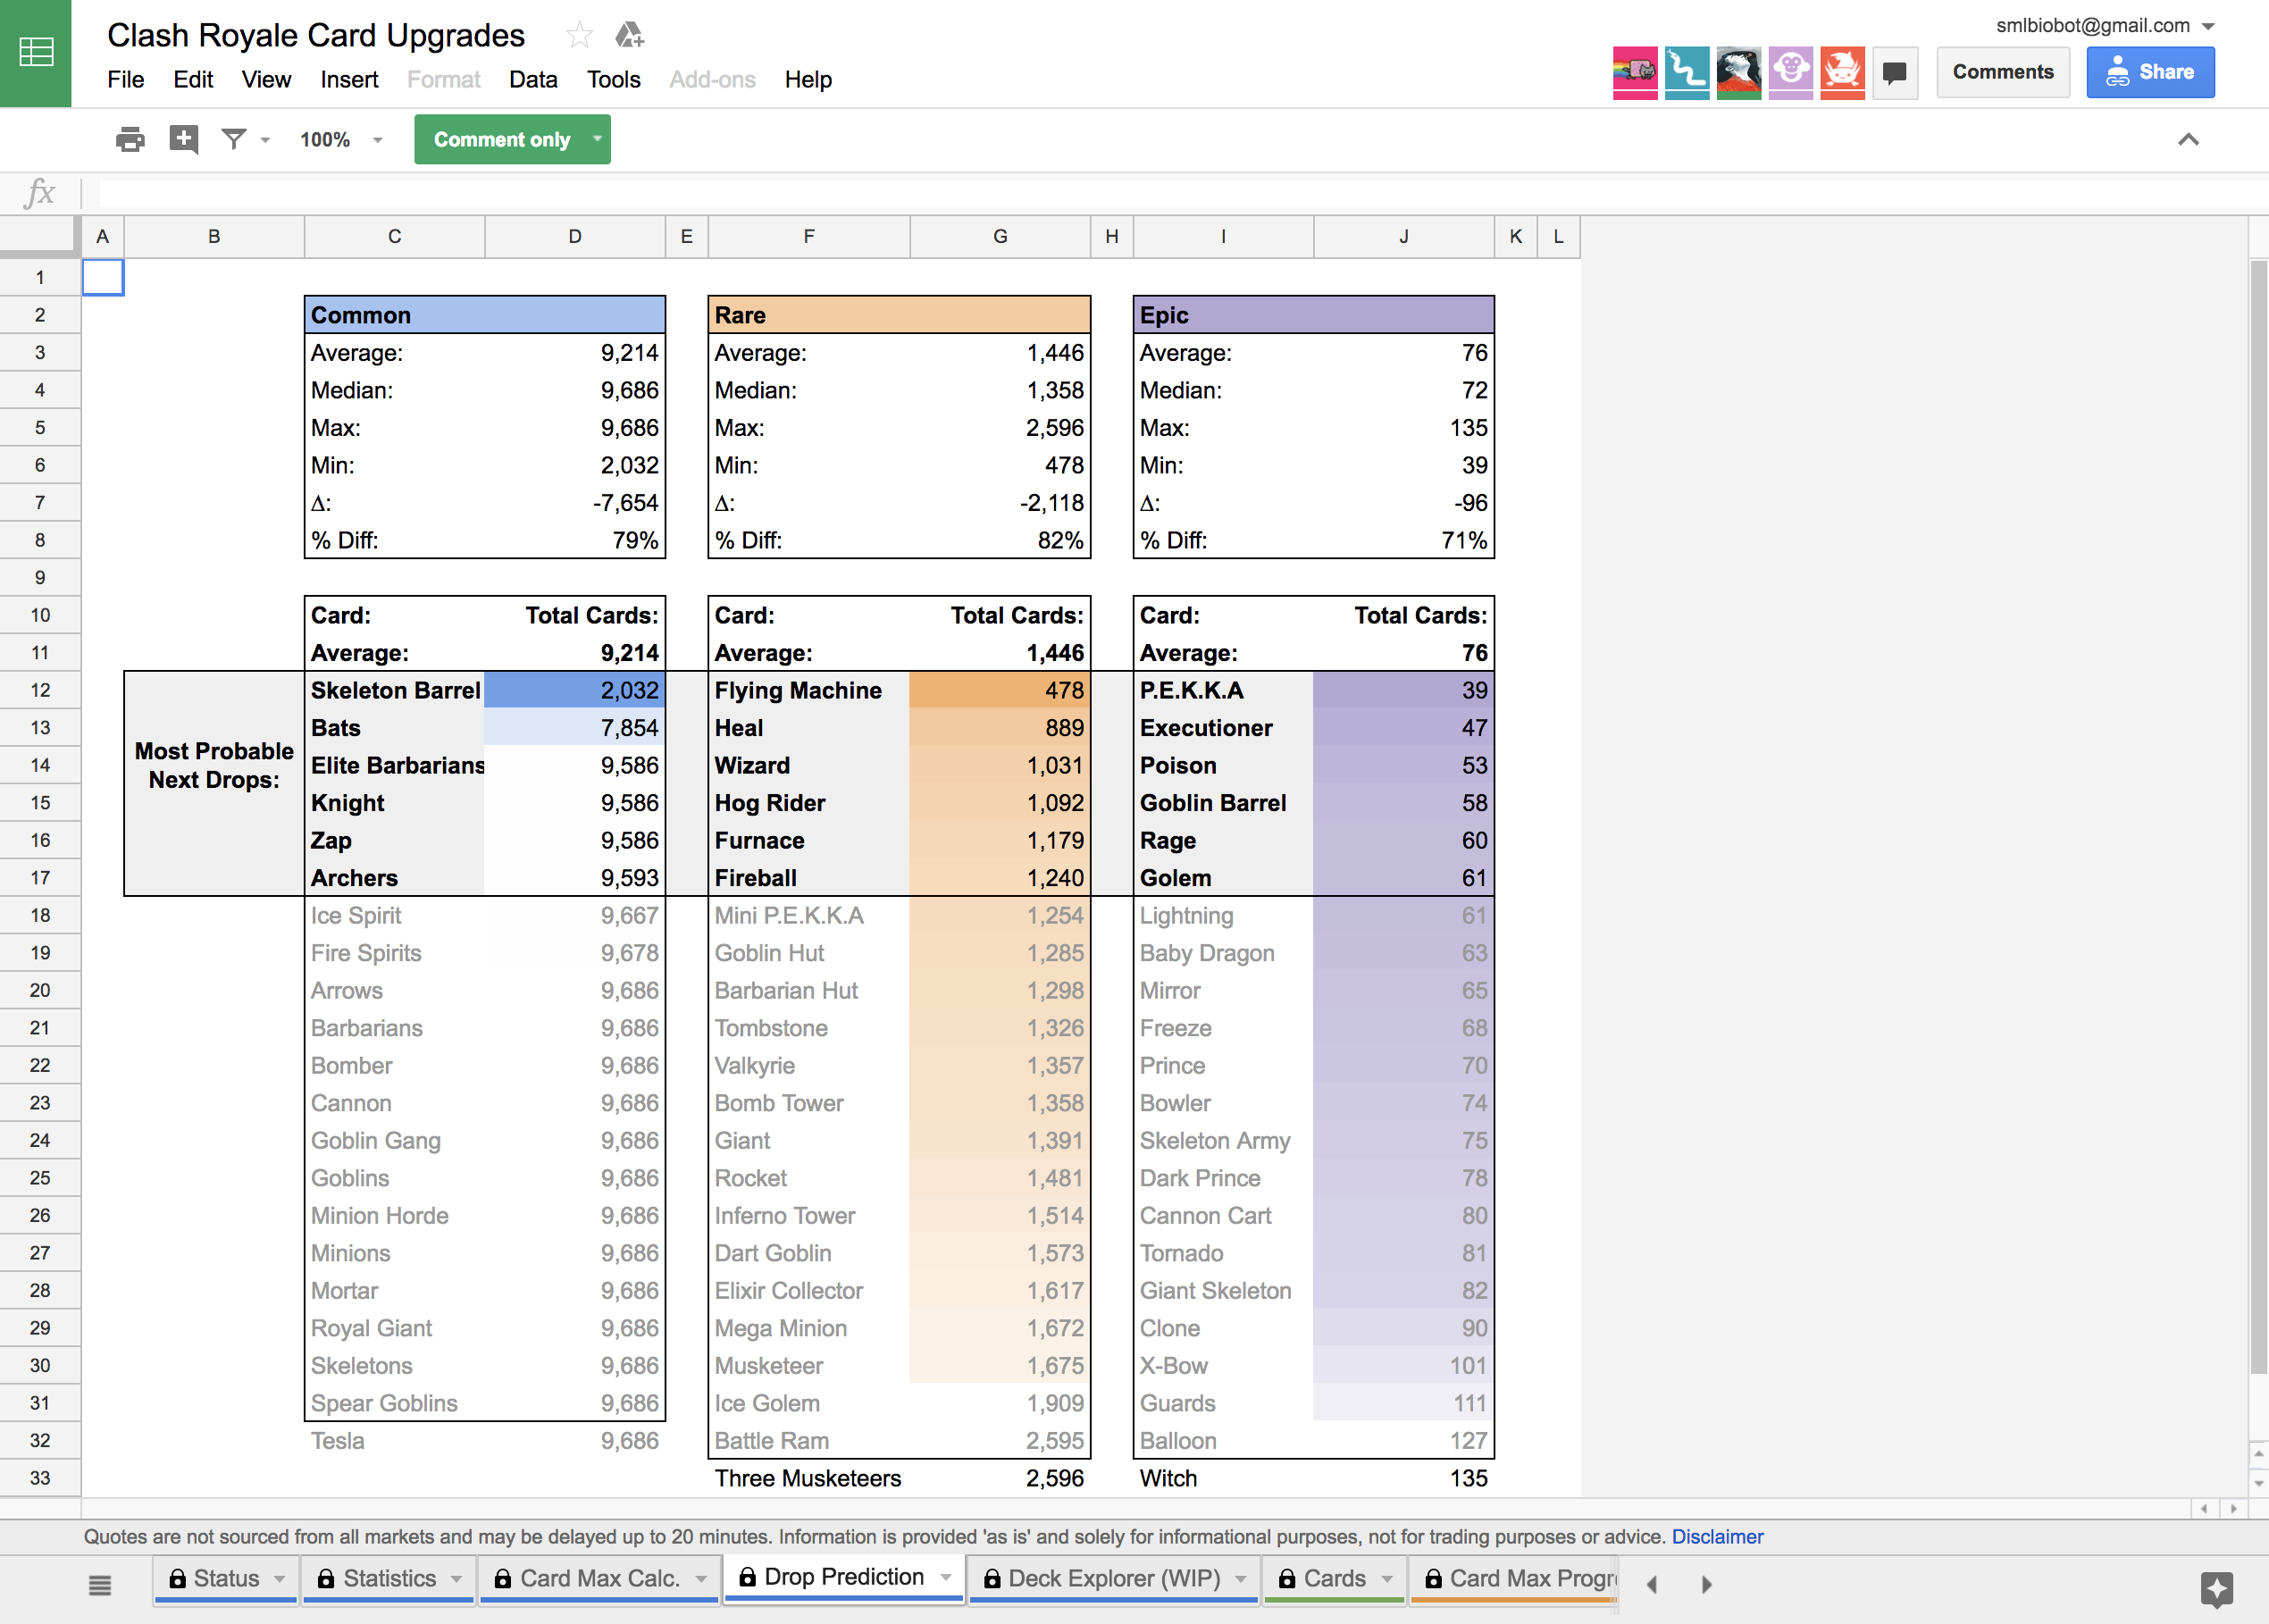 Clash Royale Card Upgrades
smlbiobot@gmail.com
File Edit View Insert Format Data Tools Add-ons Help
Comments Share
100% Comment only
fx
A B C D E F G H I J K L
1
2 Common Rare Epic
3 Average: 9,214 Average: 1,446 Average: 76
4 Median: 9,686 Median: 1,358 Median: 72
5 Max: 9,686 Max: 2,596 Max: 135
6 Min: 2,032 Min: 478 Min: 39
7 Δ: -7,654 Δ: -2,118 Δ: -96
8 % Diff: 79% % Diff: 82% % Diff: 71%
9
10 Card: Total Cards: Card: Total Cards: Card: Total Cards:
11 Average: 9,214 Average: 1,446 Average: 76
12 Skeleton Barrel 2,032 Flying Machine 478 P.E.K.K.A 39
13 Bats 7,854 Heal 889 Executioner 47
Most Probable
Next Drops:
14 Elite Barbarians 9,586 Wizard 1,031 Poison 53
15 Knight 9,586 Hog Rider 1,092 Goblin Barrel 58
16 Zap 9,586 Furnace 1,179 Rage 60
17 Archers 9,593 Fireball 1,240 Golem 61
18 Ice Spirit 9,667 Mini P.E.K.K.A 1,254 Lightning 61
19 Fire Spirits 9,678 Goblin Hut 1,285 Baby Dragon 63
20 Arrows 9,686 Barbarian Hut 1,298 Mirror 65
21 Barbarians 9,686 Tombstone 1,326 Freeze 68
22 Bomber 9,686 Valkyrie 1,357 Prince 70
23 Cannon 9,686 Bomb Tower 1,358 Bowler 74
24 Goblin Gang 9,686 Giant 1,391 Skeleton Army 75
25 Goblins 9,686 Rocket 1,481 Dark Prince 78
26 Minion Horde 9,686 Inferno Tower 1,514 Cannon Cart 80
27 Minions 9,686 Dart Goblin 1,573 Tornado 81
28 Mortar 9,686 Elixir Collector 1,617 Giant Skeleton 82
29 Royal Giant 9,686 Mega Minion 1,672 Clone 90
30 Skeletons 9,686 Musketeer 1,675 X-Bow 101
31 Spear Goblins 9,686 Ice Golem 1,909 Guards 111
32 Tesla 9,686 Battle Ram 2,595 Balloon 127
33 Three Musketeers 2,596 Witch 135
Quotes are not sourced from all markets and may be delayed up to 20 minutes. Information is provided 'as is' and solely for informational purposes, not for trading purposes or advice. Disclaimer
Status Statistics Card Max Calc. Drop Prediction Deck Explorer (WIP) Cards Card Max Progr